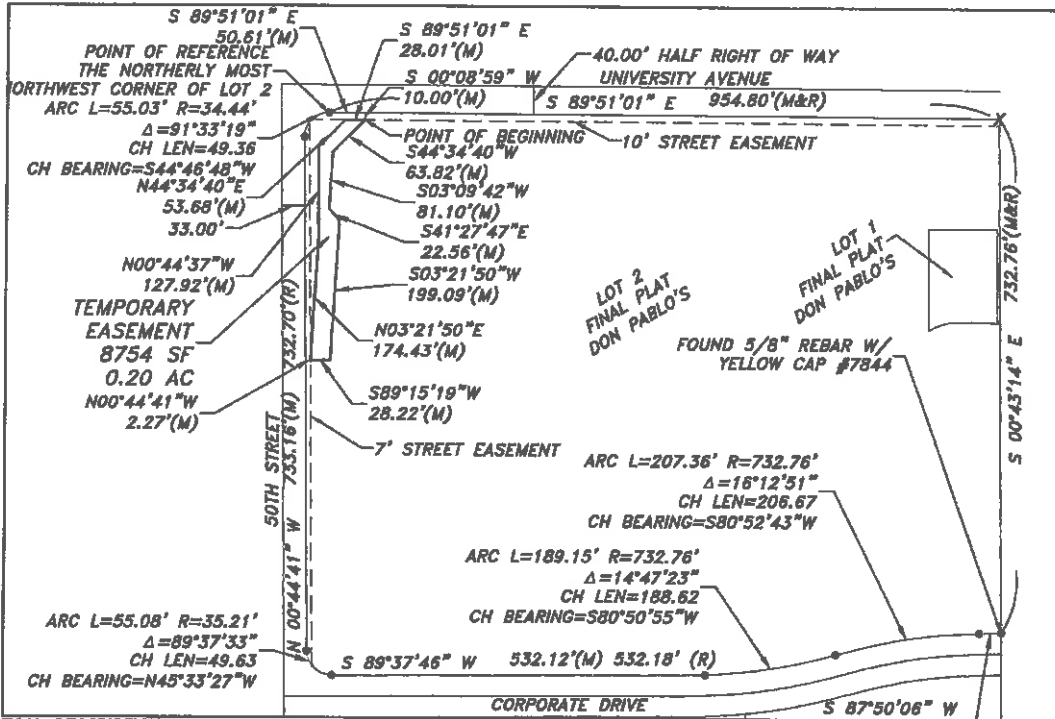 S 89°51'01" E
50.61'(M)
S 89°51'01" E
28.01'(M)
POINT OF REFERENCE
THE NORTHERLY MOST
NORTHWEST CORNER OF LOT 2
ARC L=55.03' R=34.44'
Δ=91°33'19"
CH LEN=49.36
CH BEARING=S44°46'48"W
N44°34'40"E
53.68'(M)
33.00'
S 00°08'59" W
10.00'(M)
40.00' HALF RIGHT OF WAY
UNIVERSITY AVENUE
S 89°51'01" E 954.80'(M&R)
POINT OF BEGINNING
10' STREET EASEMENT
S44°34'40"W
63.82'(M)
S03°09'42"W
81.10'(M)
S41°27'47"E
22.56'(M)
S03°21'50"W
199.09'(M)
N00°44'37"W
127.92'(M)
TEMPORARY
EASEMENT
8754 SF
0.20 AC
N00°44'41"W
2.27'(M)
N03°21'50"E
174.43'(M)
S89°15'19"W
28.22'(M)
7' STREET EASEMENT
50TH STREET
N 00°44'41" W 733.16'(M) 732.70'(R)
LOT 2
FINAL PLAT
DON PABLO'S
LOT 1
FINAL PLAT
DON PABLO'S
FOUND 5/8" REBAR W/
YELLOW CAP #7844
732.76'(M&R)
S 00°43'14" E
ARC L=207.36' R=732.76'
Δ=16°12'51"
CH LEN=206.67
CH BEARING=S80°52'43"W
ARC L=189.15' R=732.76'
Δ=14°47'23"
CH LEN=188.62
CH BEARING=S80°50'55"W
ARC L=55.08' R=35.21'
Δ=89°37'33"
CH LEN=49.63
CH BEARING=N45°33'27"W
S 89°37'46" W 532.12'(M) 532.18' (R)
CORPORATE DRIVE
S 87°50'06" W